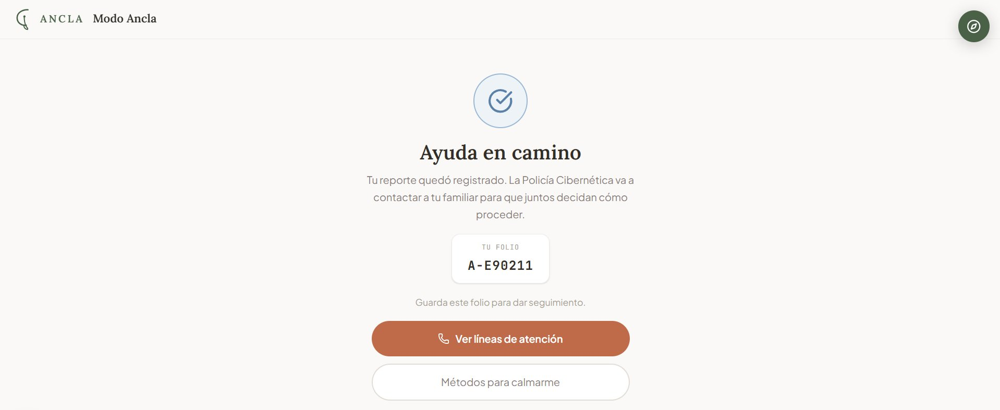 ANCLA Modo Ancla
Ayuda en camino
Tu reporte quedó registrado. La Policía Cibernética va a
contactar a tu familiar para que juntos decidan cómo
proceder.
TU FOLIO
A-E90211
Guarda este folio para dar seguimiento.
Ver líneas de atención
Métodos para calmarme